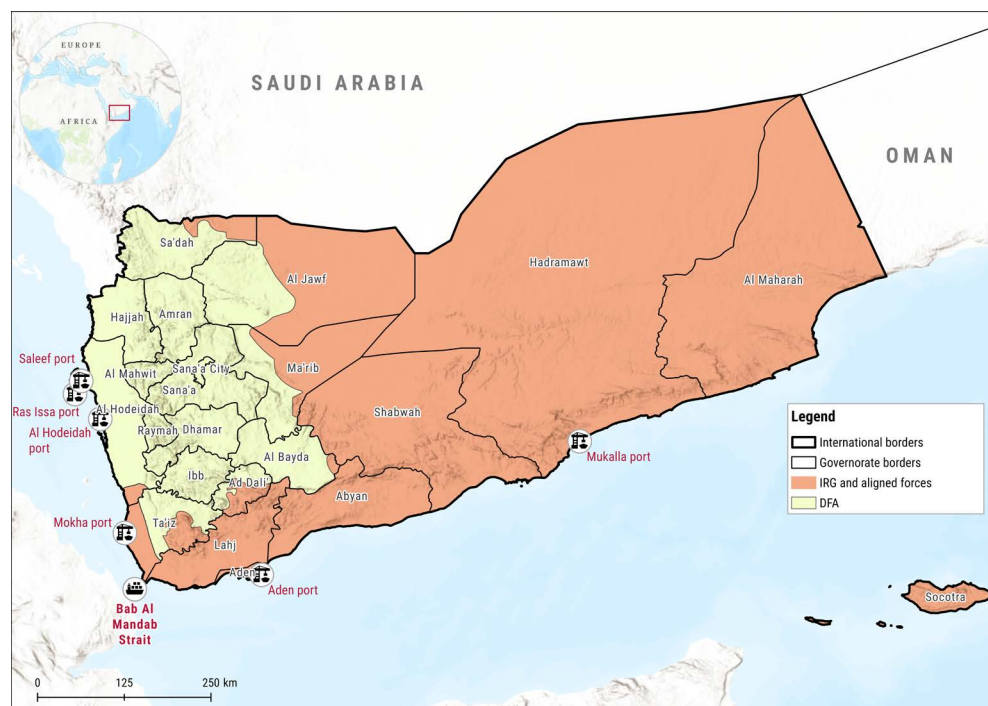 EUROPE
AFRICA
SAUDI ARABIA
OMAN
Sa'dah
Al Jawf
Hadramawt
Al Maharah
Hajjah
Amran
Saleef port
Al Mahwit
Sana'a City
Ma'rib
Sana'a
Ras Issa port
Al Hodeidah
Shabwah
Al Hodeidah
port
Raymah
Dhamar
Al Bayda
Mukalla port
Ibb
Ad Dali'
Abyan
Mokha port
Ta'iz
Lahj
Aden
Aden port
Bab Al
Mandab
Strait
Socotra
Legend
International borders
Governorate borders
IRG and aligned forces
DFA
0 125 250 km